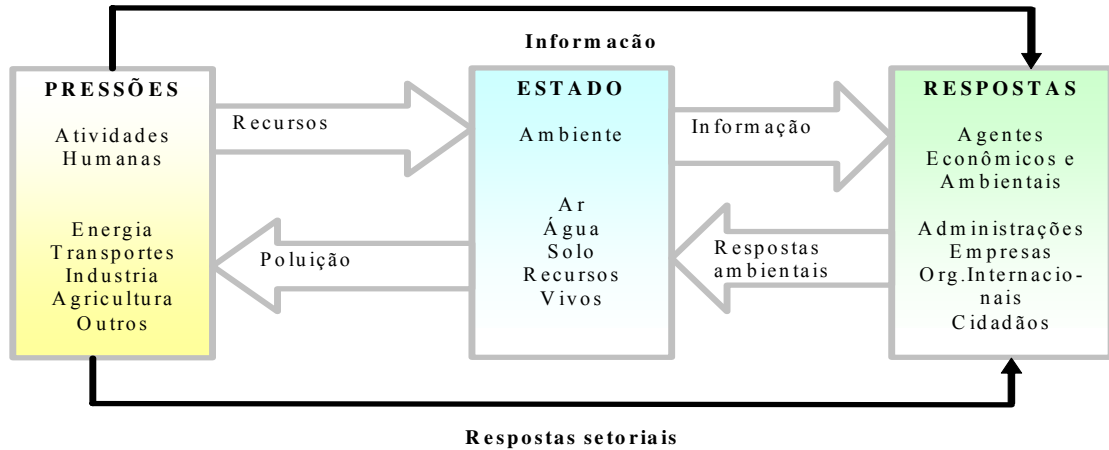 Informacão
PRESSÕES
Atividades
Humanas
Energia
Transportes
Industria
Agricultura
Outros
Recursos
Poluição
ESTADO
Ambiente
Ar
Água
Solo
Recursos
Vivos
Informação
Respostas
ambientais
RESPOSTAS
Agentes
Econômicos e
Ambientais
Administrações
Empresas
Org.Internacio-
nais
Cidadãos
Respostas setoriais